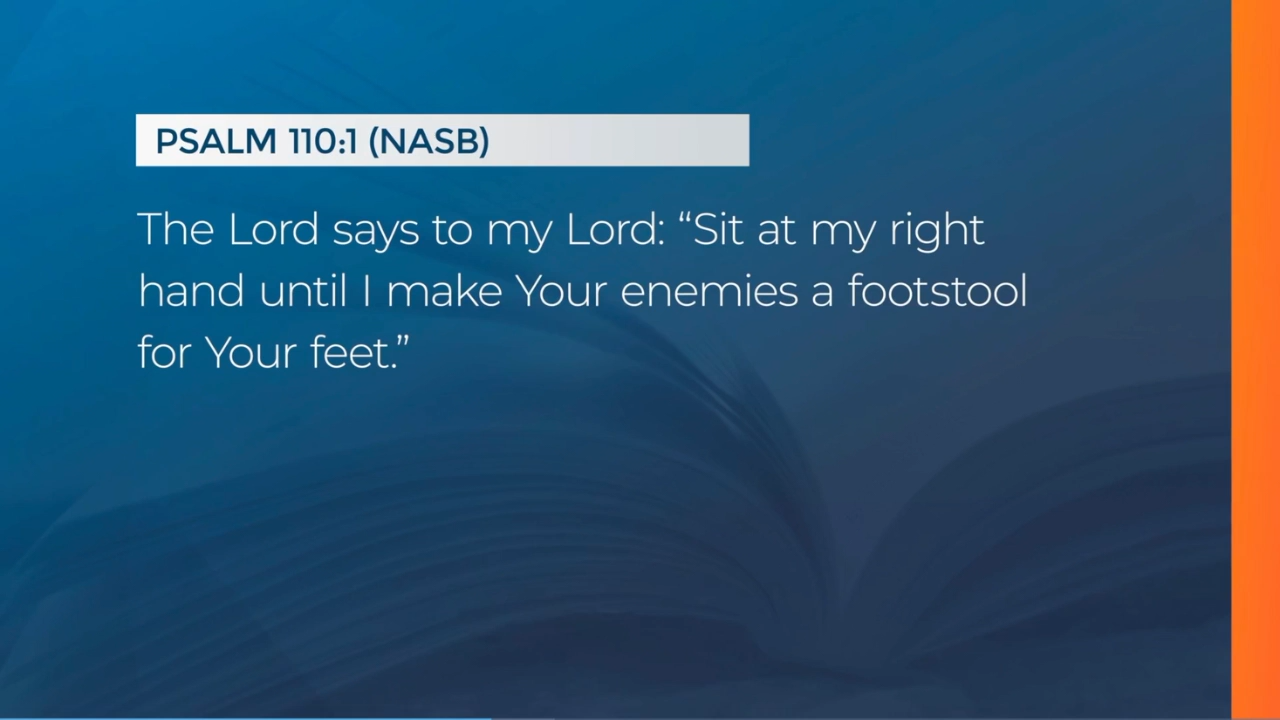 PSALM 110:1 (NASB)
The Lord says to my Lord: “Sit at my right
hand until I make Your enemies a footstool
for Your feet.”